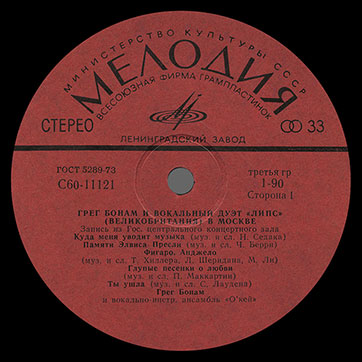 МИНИСТЕРСТВО КУЛЬТУРЫ СССР
МЕЛОДИЯ
ВСЕСОЮЗНАЯ ФИРМА ГРАМПЛАСТИНОК
СТЕРЕО
33
ЛЕНИНГРАДСКИЙ ЗАВОД
ГОСТ 5289-73
третья гр
С60-11121
1-90
Сторона 1
ГРЕГ БОНАМ И ВОКАЛЬНЫЙ ДУЭТ «ЛИПС»
(ВЕЛИКОБРИТАНИЯ) В МОСКВЕ
Запись из Гос. центрального концертного зала
Куда меня уводит музыка (муз. и сл. Н. Седака)
Памяти Элвиса Пресли (муз. и сл. Ч. Берри)
Фигаро, Анджело
(муз. и сл. Т. Хиллера, Л. Шеридана, М. Ли)
Глупые песенки о любви
(муз. и сл. П. Маккартни)
Ты ушла (муз. и сл. С. Лаудена)
Грег Бонам
и вокально-инстр. ансамбль «О'кей»